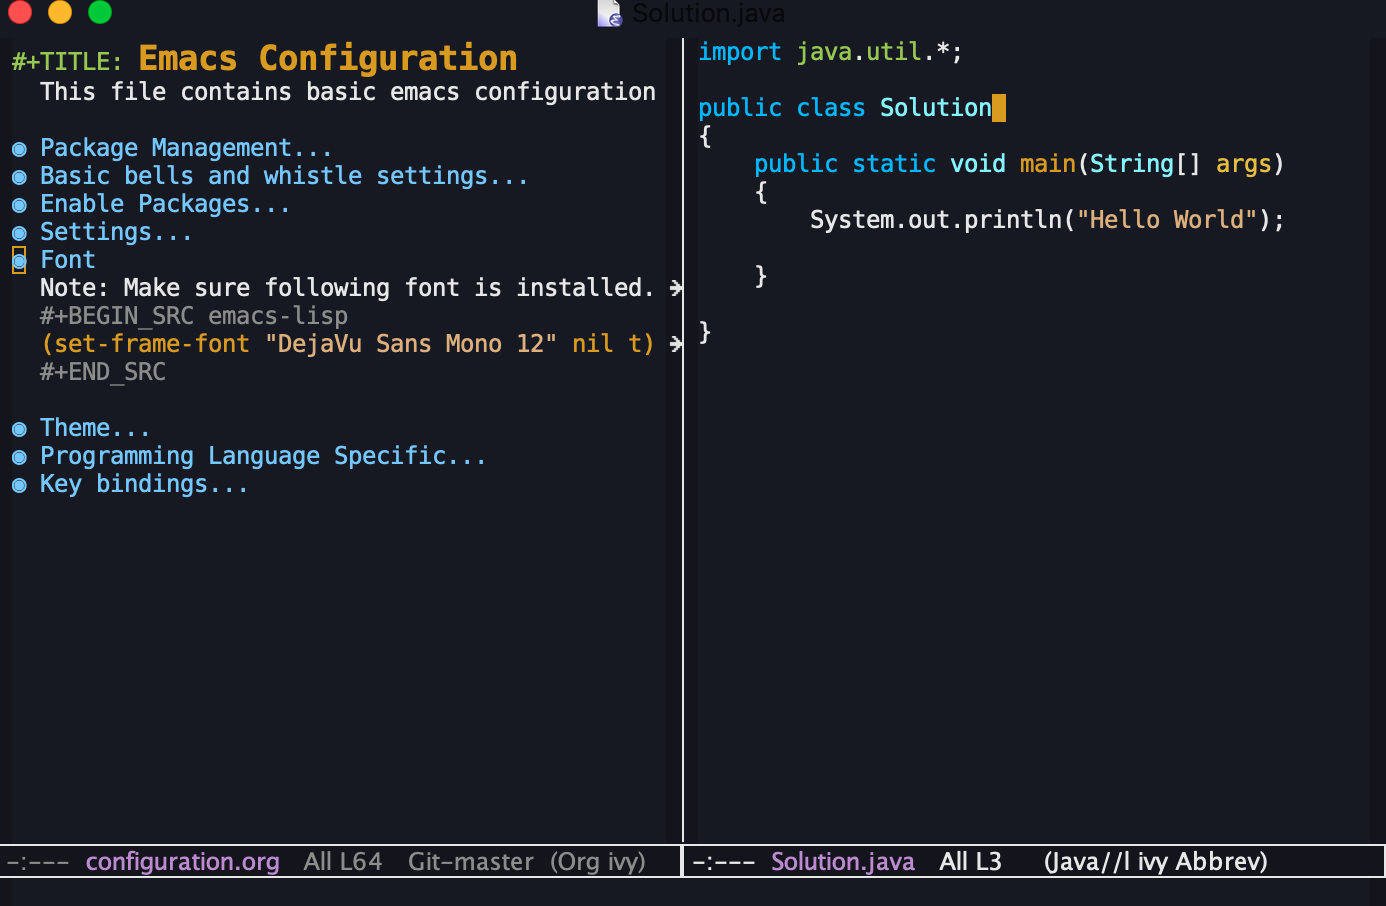 Solution.java
#+TITLE: Emacs Configuration
This file contains basic emacs configuration
◉ Package Management...
◉ Basic bells and whistle settings...
◉ Enable Packages...
◉ Settings...
◉ Font
Note: Make sure following font is installed.
#+BEGIN_SRC emacs-lisp
(set-frame-font "DejaVu Sans Mono 12" nil t)
#+END_SRC
◉ Theme...
◉ Programming Language Specific...
◉ Key bindings...
-:--- configuration.org All L64 Git-master (Org ivy)
import java.util.*;
public class Solution
{
public static void main(String[] args)
{
System.out.println("Hello World");
}
}
-:--- Solution.java All L3 (Java//l ivy Abbrev)